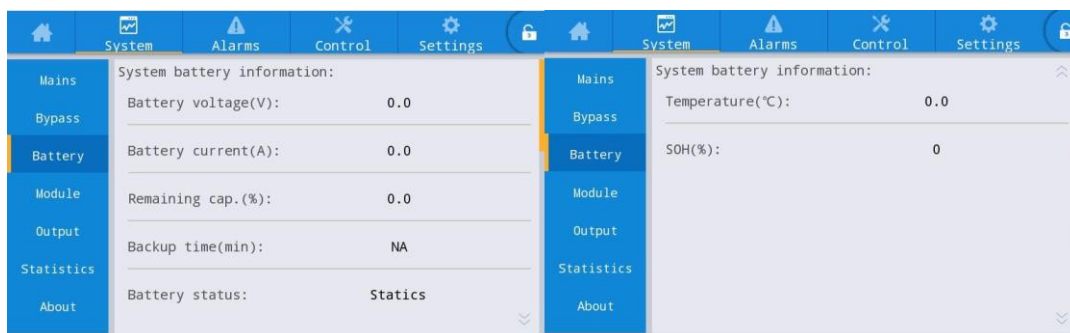 System Alarms Control Settings
Mains
Bypass
Battery
Module
Output
Statistics
About
System battery information:
Battery voltage(V): 0.0
Battery current(A): 0.0
Remaining cap.(%): 0.0
Backup time(min): NA
Battery status: Statics
System Alarms Control Settings
Mains
Bypass
Battery
Module
Output
Statistics
About
System battery information:
Temperature(℃): 0.0
SOH(%): 0